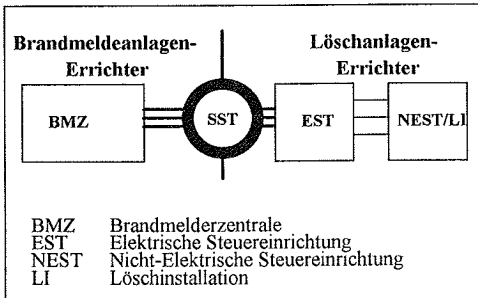 Brandmeldeanlagen-
Errichter
Löschanlagen-
Errichter
BMZ
SST
EST
NEST/LI
BMZ Brandmelderzentrale
EST Elektrische Steuereinrichtung
NEST Nicht-Elektrische Steuereinrichtung
LI Löschinstallation